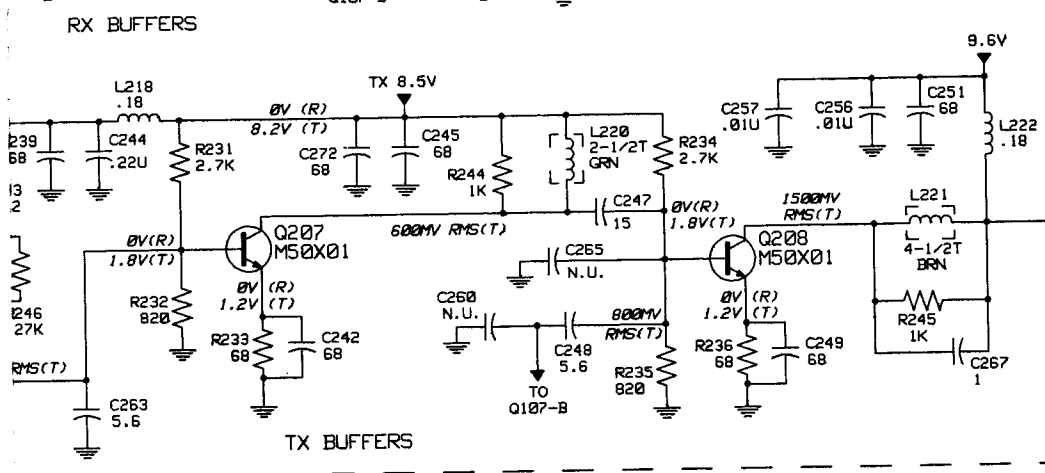 RX BUFFERS
9.6V
TX 8.5V
L218
.18
0V (R)
8.2V (T)
C244
.22U
R231
2.7K
C272
68
C245
68
R244
1K
L220
2-1/2T
GRN
R234
2.7K
C257
.01U
C256
.01U
C251
68
L222
.18
68
C247
15
0V(R)
1.8V(T)
600MV RMS(T)
1500MV
RMS(T)
L221
4-1/2T
BRN
Q207
M50X01
0V(R)
1.8V(T)
C265
N.U.
Q208
M50X01
0V (R)
1.2V (T)
R232
820
C260
N.U.
800MV
RMS(T)
0V (R)
1.2V (T)
R245
1K
27K
R233
68
C242
68
C248
5.6
R236
68
C249
68
C267
1
RMS(T)
R235
820
TO
Q107-B
C263
5.6
TX BUFFERS